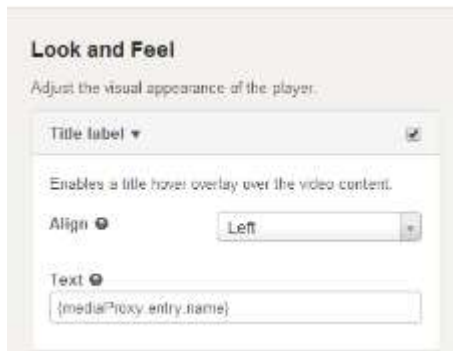 Look and Feel
Adjust the visual appearance of the player.
Title label
Enables a title hover overlay over the video content.
Align
Left
Text
{mediaProxy.entry.name}